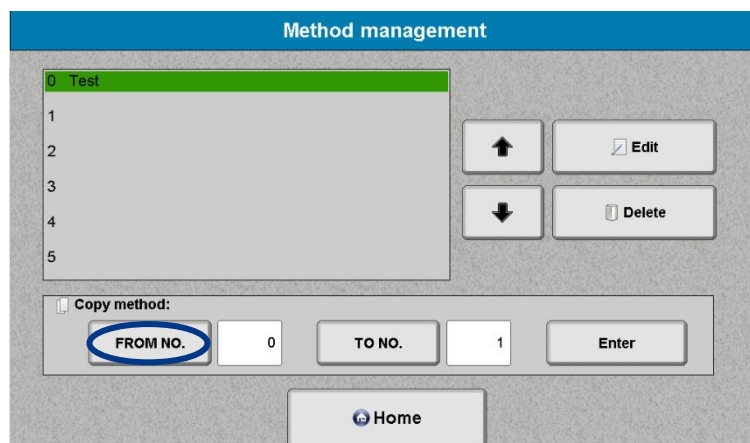 Method management
0 Test
1
2
3
4
5
Edit
Delete
Copy method:
FROM NO. 0 TO NO. 1 Enter
Home